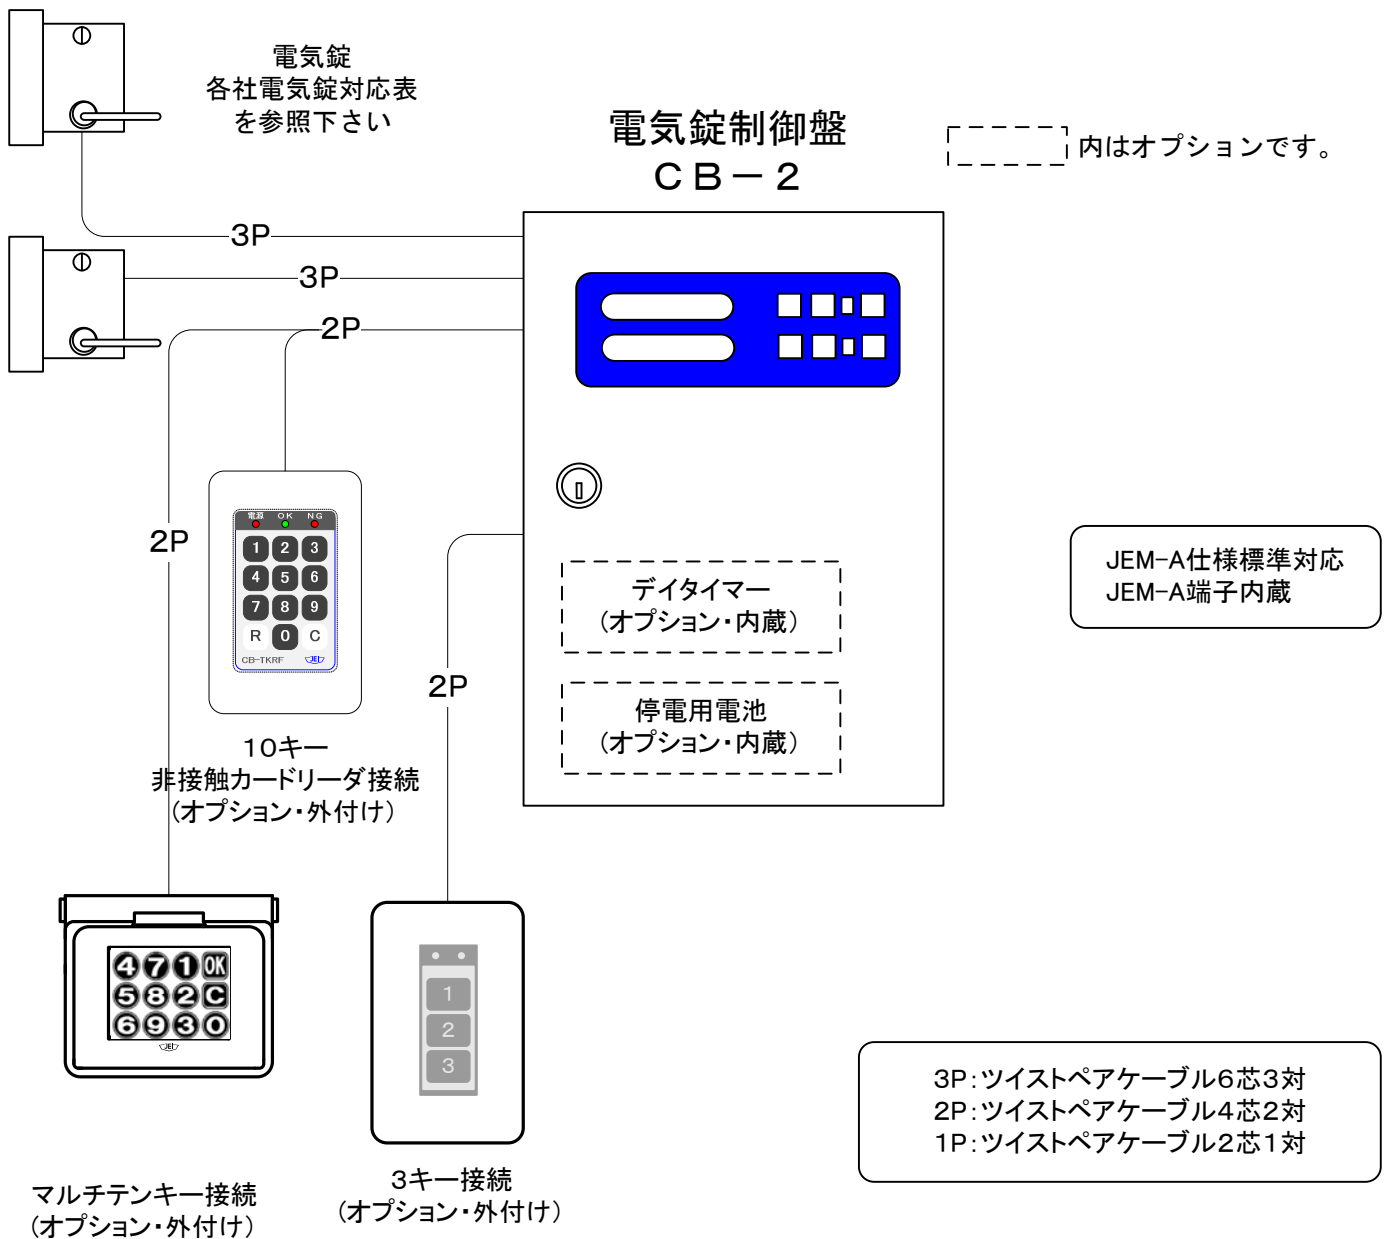 電気錠
各社電気錠対応表
を参照下さい
電気錠制御盤
CB－2
内はオプションです。
3P
3P
2P
2P
電源 OK NG
1 2 3
4 5 6
7 8 9
R 0 C
CB-TKRF JEI
10キー
非接触カードリーダ接続
(オプション・外付け)
2P
デイタイマー
(オプション・内蔵)
停電用電池
(オプション・内蔵)
JEM-A仕様標準対応
JEM-A端子内蔵
4 7 1 OK
5 8 2 C
6 9 3 0
JEI
マルチテンキー接続
(オプション・外付け)
1
2
3
3キー接続
(オプション・外付け)
3P:ツイストペアケーブル6芯3対
2P:ツイストペアケーブル4芯2対
1P:ツイストペアケーブル2芯1対